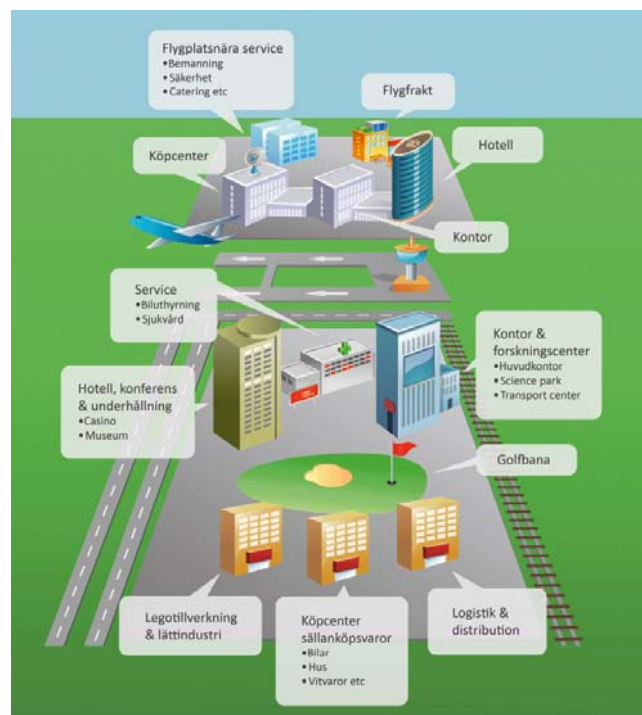 Flygplatsnära service
•Bemanning
•Säkerhet
•Catering etc
Flygfrakt
Köpcenter
Hotell
Kontor
Service
•Biluthyrning
•Sjukvård
Kontor &
forskningscenter
•Huvudkontor
•Science park
•Transport center
Hotell, konferens
& underhållning
•Casino
•Museum
Golfbana
Legotillverkning
& lättindustri
Köpcenter
sällanköpsvaror
•Bilar
•Hus
•Vitvaror etc
Logistik &
distribution